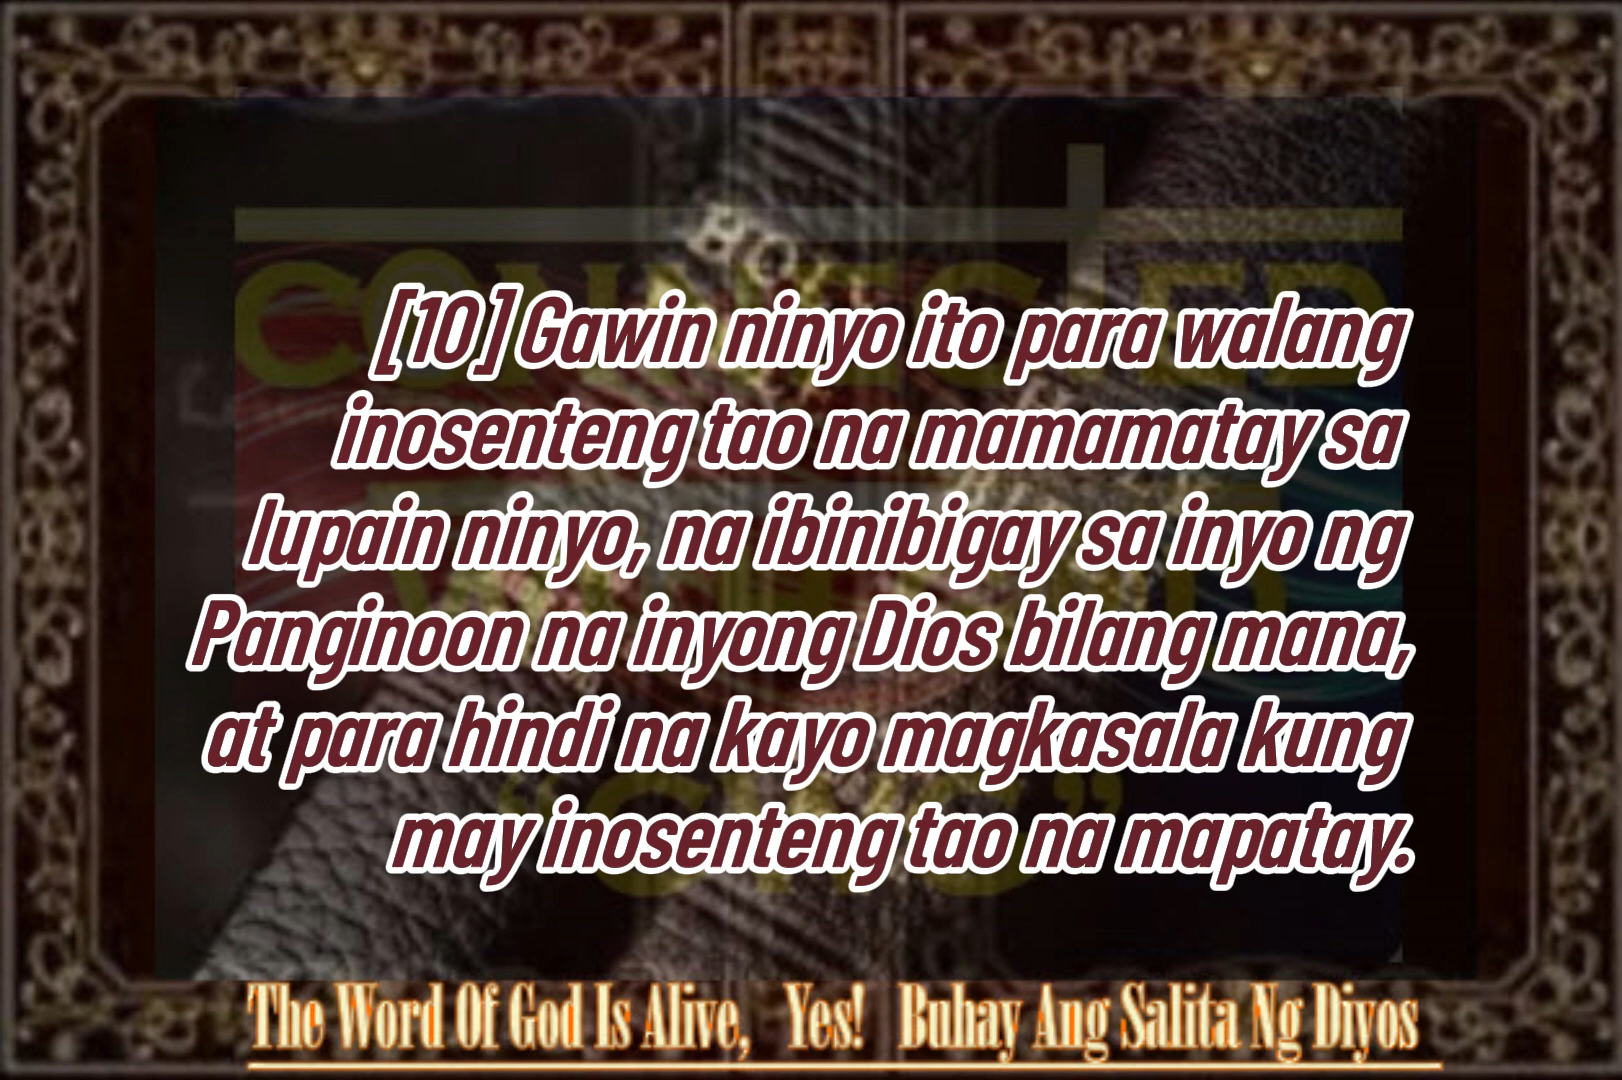 [10] Gawin ninyo ito para walang
inosenteng tao na mamamatay sa
lupain ninyo, na ibinibigay sa inyo ng
Panginoon na inyong Dios bilang mana,
at para hindi na kayo magkasala kung
may inosenteng tao na mapatay.
The Word Of God Is Alive, Yes! Buhay Ang Salita Ng Diyos